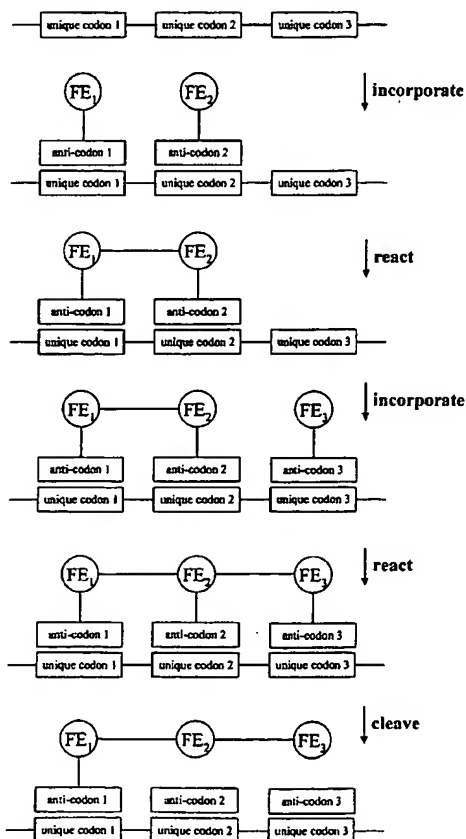 unique codon 1 unique codon 2 unique codon 3
incorporate
FE1 FE2
anti-codon 1 anti-codon 2
unique codon 1 unique codon 2 unique codon 3
react
FE1 FE2
anti-codon 1 anti-codon 2
unique codon 1 unique codon 2 unique codon 3
incorporate
FE1 FE2 FE3
anti-codon 1 anti-codon 2 anti-codon 3
unique codon 1 unique codon 2 unique codon 3
react
FE1 FE2 FE3
anti-codon 1 anti-codon 2 anti-codon 3
unique codon 1 unique codon 2 unique codon 3
cleave
FE1 FE2 FE3
anti-codon 1 anti-codon 2 anti-codon 3
unique codon 1 unique codon 2 unique codon 3